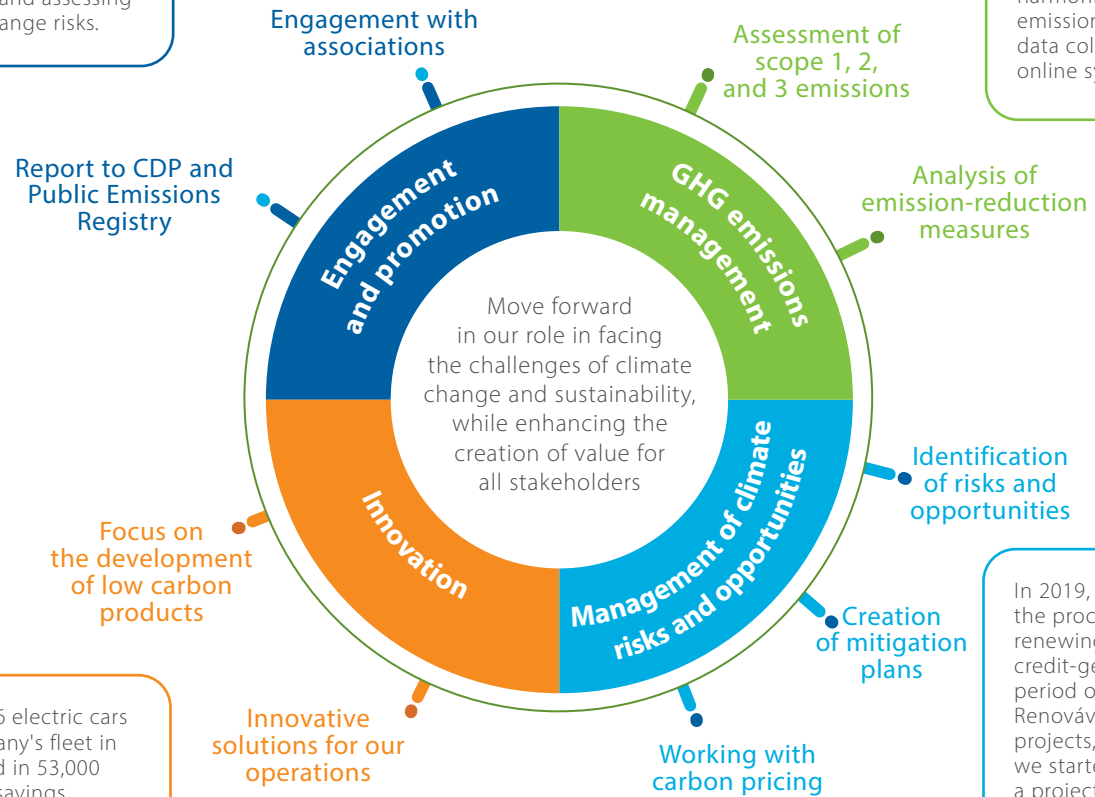 and assessing
ange risks.
Engagement with
associations
Assessment of
scope 1, 2,
and 3 emissions
emission
data col
online sy
Report to CDP and
Public Emissions
Registry
Analysis of
emission-reduction
measures
Engagement
and promotion
GHG emissions
management
Move forward
in our role in facing
the challenges of climate
change and sustainability,
while enhancing the
creation of value for
all stakeholders
Innovation
Management of climate
risks and opportunities
Identification
of risks and
opportunities
Focus on
the development
of low carbon
products
Creation
of mitigation
plans
In 2019,
the proc
renewing
credit-ge
period o
Renováv
projects,
we starte
a project
6 electric cars
any's fleet in
d in 53,000
savings
Innovative
solutions for our
operations
Working with
carbon pricing